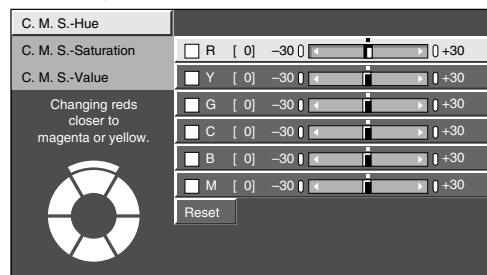 C. M. S.-Hue
C. M. S.-Saturation
C. M. S.-Value
Changing reds
closer to
magenta or yellow.
R [ 0] –30 +30
Y [ 0] –30 +30
G [ 0] –30 +30
C [ 0] –30 +30
B [ 0] –30 +30
M [ 0] –30 +30
Reset